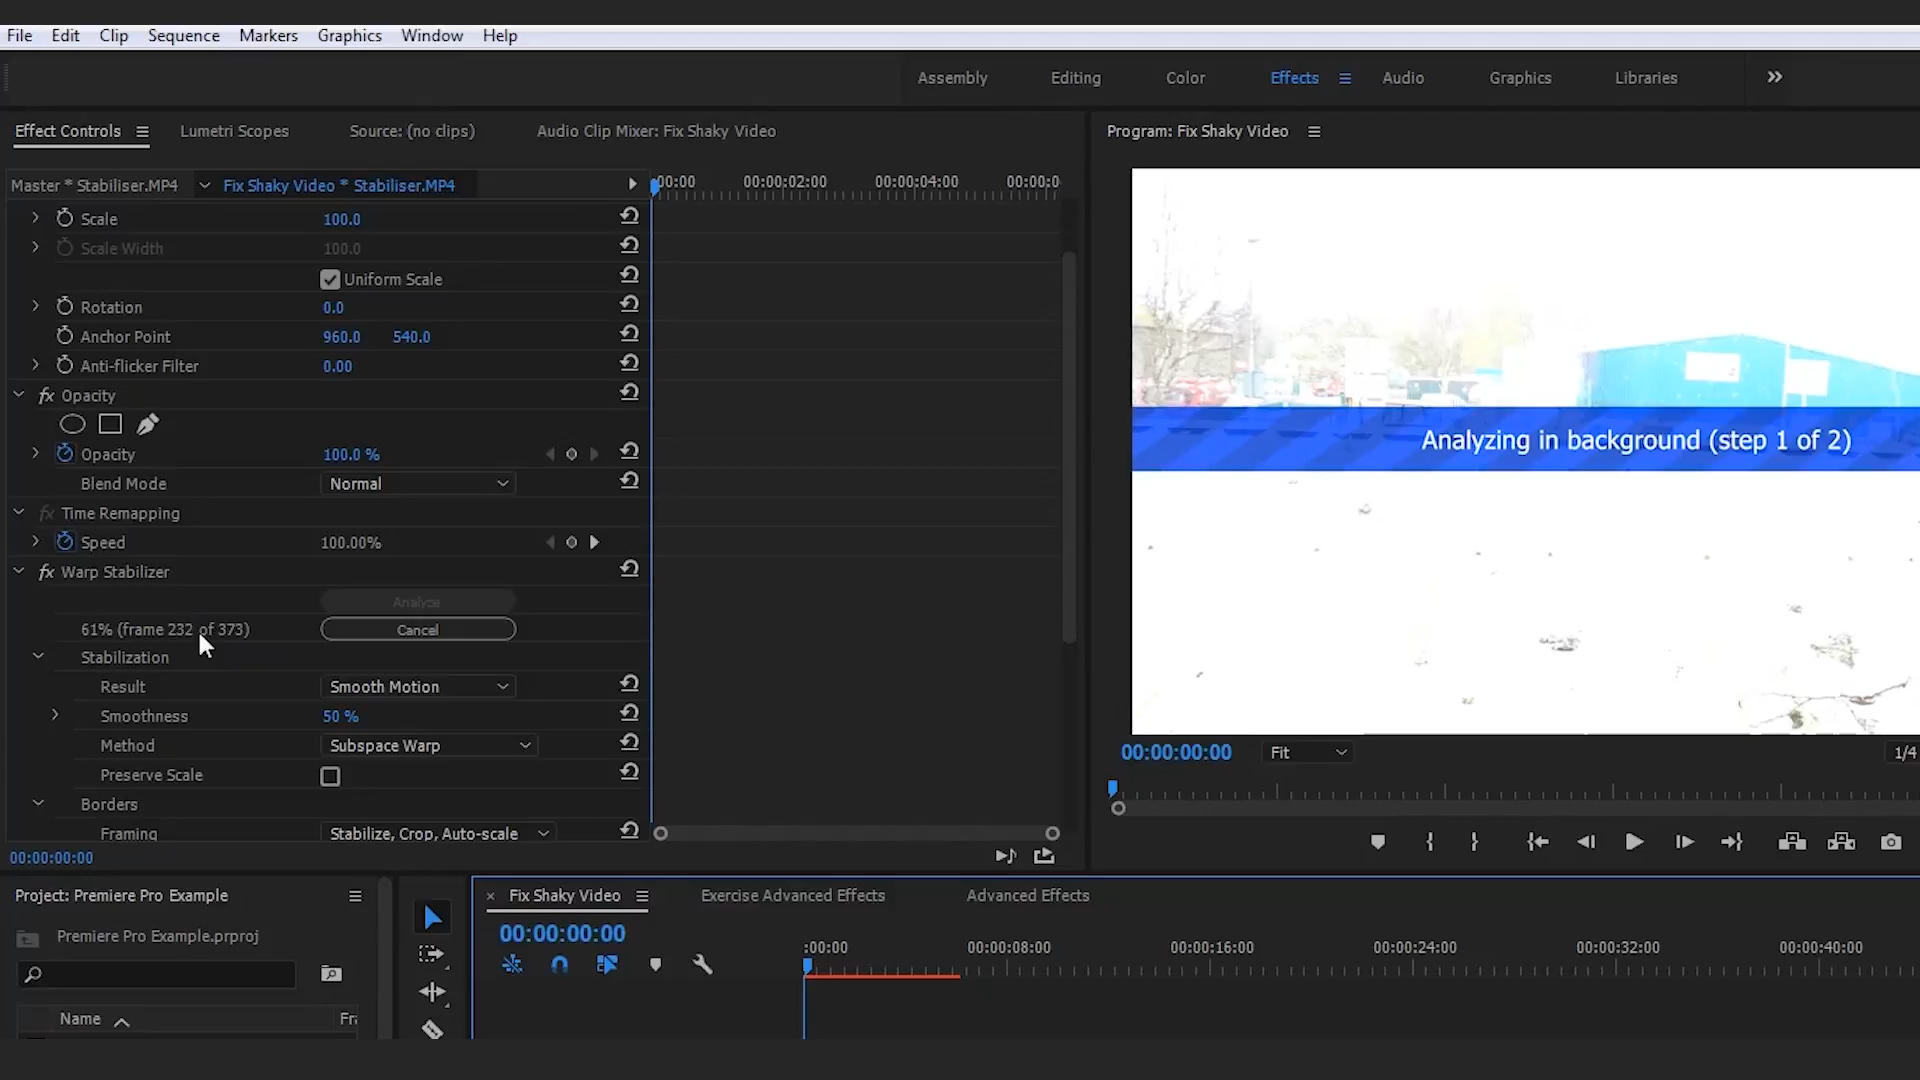 File Edit Clip Sequence Markers Graphics Window Help
Assembly Editing Color Effects Audio Graphics Libraries
Effect Controls Lumetri Scopes Source: (no clips) Audio Clip Mixer: Fix Shaky Video
Program: Fix Shaky Video
Master * Stabiliser.MP4 Fix Shaky Video * Stabiliser.MP4
:00:00 00:00:02:00 00:00:04:00 00:00:0
Scale 100.0
Scale Width 100.0
Uniform Scale
Rotation 0.0
Anchor Point 960.0 540.0
Anti-flicker Filter 0.00
fx Opacity
Opacity 100.0 %
Blend Mode Normal
fx Time Remapping
Speed 100.00%
fx Warp Stabilizer
Analyze
61% (frame 232 of 373) Cancel
Stabilization
Result Smooth Motion
Smoothness 50 %
Method Subspace Warp
Preserve Scale
Borders
Framing Stabilize, Crop, Auto-scale
00:00:00:00
Analyzing in background (step 1 of 2)
00:00:00:00 Fit 1/4
Project: Premiere Pro Example
Premiere Pro Example.prproj
Name Fra
Fix Shaky Video Exercise Advanced Effects Advanced Effects
00:00:00:00
:00:00 00:00:08:00 00:00:16:00 00:00:24:00 00:00:32:00 00:00:40:00